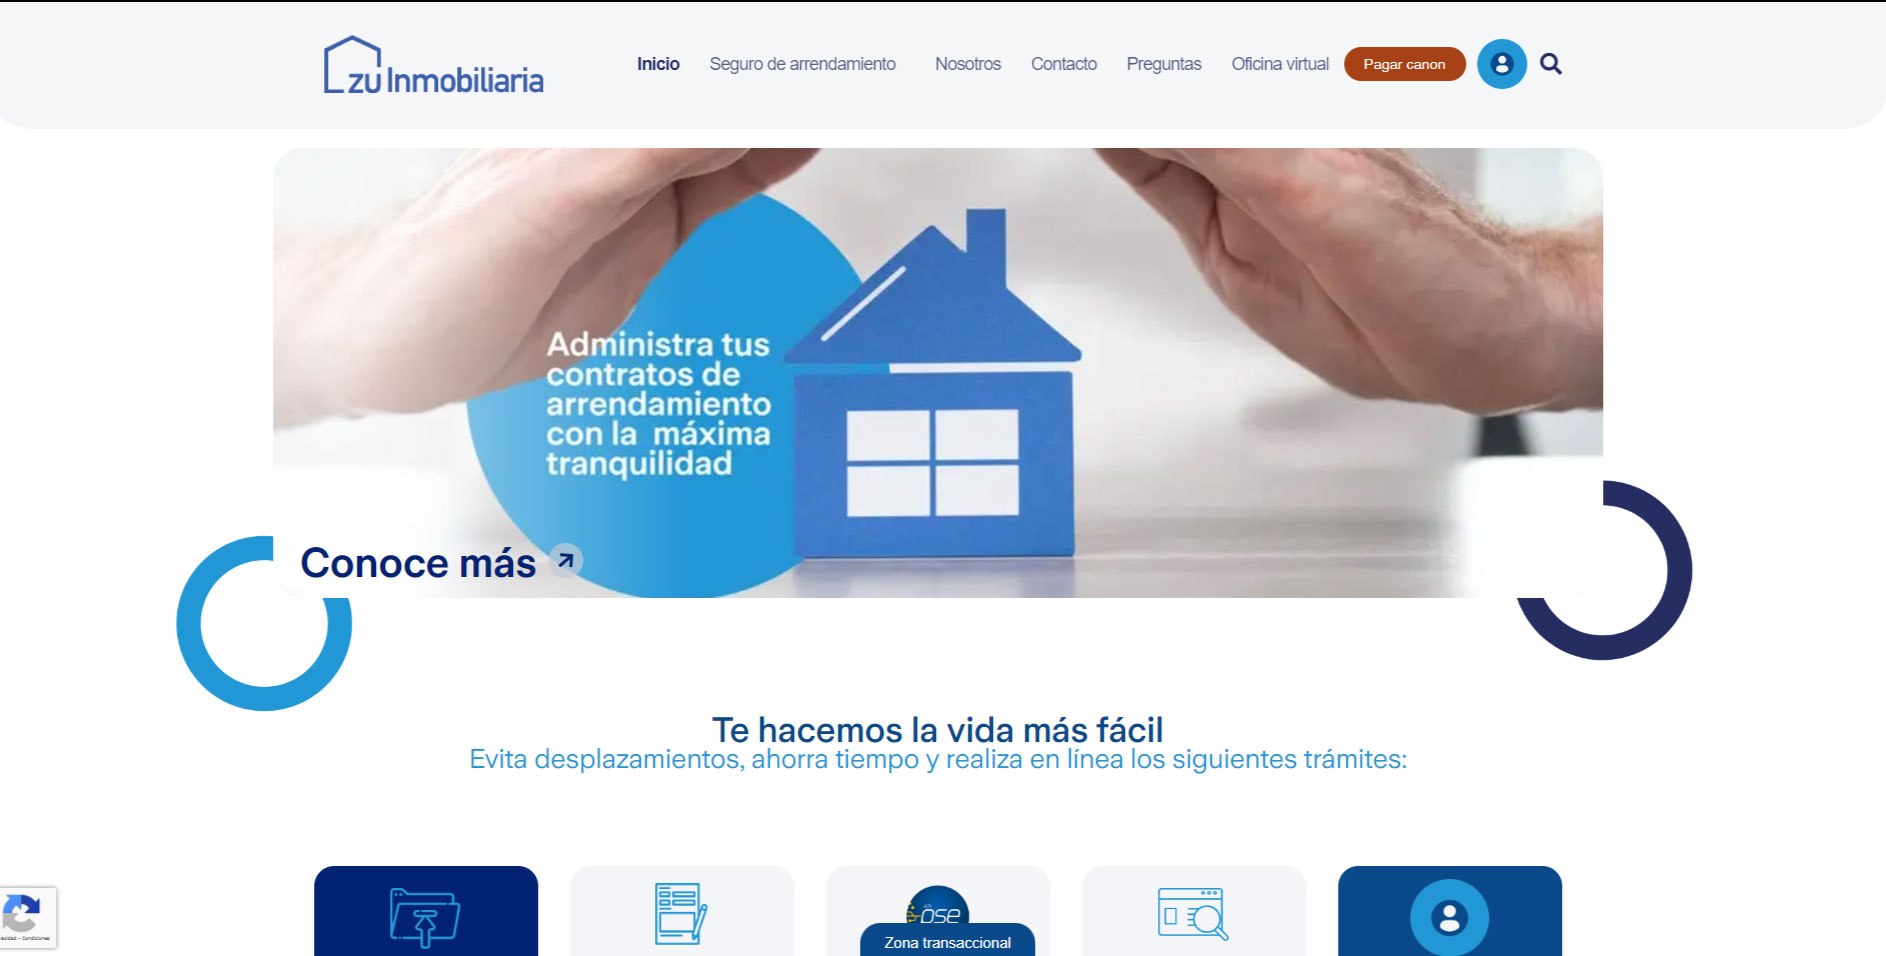 zu Inmobiliaria
Inicio
Seguro de arrendamiento
Nosotros
Contacto
Preguntas
Oficina virtual
Pagar canon
Administra tus
contratos de
arrendamiento
con la máxima
tranquilidad
Conoce más
Te hacemos la vida más fácil
Evita desplazamientos, ahorra tiempo y realiza en línea los siguientes trámites:
pse
Zona transaccional
Condiciones